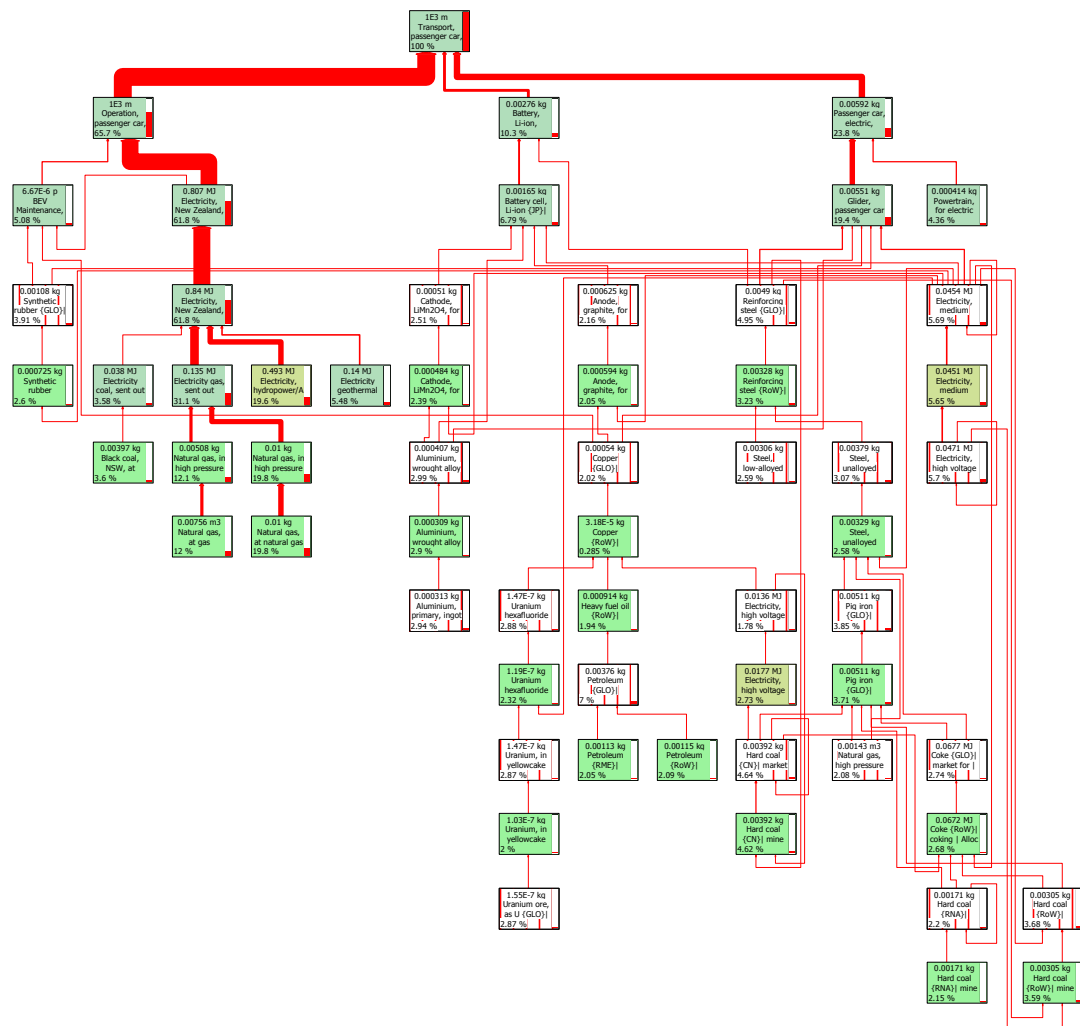 1E3 m
Transport,
passenger car,
100 %
1E3 m
Operation,
passenger car,
65.7 %
0.00276 kg
Battery,
Li-ion,
10.3 %
0.00592 kg
Passenger car,
electric,
23.8 %
6.67E-6 p
BEV
Maintenance,
5.08 %
0.807 MJ
Electricity,
New Zealand,
61.8 %
0.00165 kg
Battery cell,
Li-ion {JP}|
6.79 %
0.00551 kg
Glider,
passenger car
19.4 %
0.000414 kg
Powertrain,
for electric
4.36 %
0.00108 kg
Synthetic
rubber {GLO}|
3.91 %
0.84 MJ
Electricity,
New Zealand,
61.8 %
0.00051 kg
Cathode,
LiMn2O4, for
2.51 %
0.000625 kg
Anode,
graphite, for
2.16 %
0.0049 kg
Reinforcing
steel {GLO}|
4.95 %
0.0454 MJ
Electricity,
medium
5.69 %
0.000725 kg
Synthetic
rubber
2.6 %
0.038 MJ
Electricity
coal, sent out
3.58 %
0.135 MJ
Electricity gas,
sent out
31.1 %
0.493 MJ
Electricity,
hydropower/A
19.6 %
0.14 MJ
Electricity
geothermal
5.48 %
0.000484 kg
Cathode,
LiMn2O4, for
2.39 %
0.000594 kg
Anode,
graphite, for
2.05 %
0.00328 kg
Reinforcing
steel {RoW}|
3.23 %
0.0451 MJ
Electricity,
medium
5.65 %
0.00397 kg
Black coal,
NSW, at
3.6 %
0.00508 kg
Natural gas, in
high pressure
12.1 %
0.01 kg
Natural gas, in
high pressure
19.8 %
0.000407 kg
Aluminium,
wrought alloy
2.99 %
0.00054 kg
Copper
{GLO}|
2.02 %
0.00306 kg
Steel,
low-alloyed
2.59 %
0.00379 kg
Steel,
unalloyed
3.07 %
0.0471 MJ
Electricity,
high voltage
5.7 %
0.00756 m3
Natural gas,
at gas
12 %
0.01 kg
Natural gas,
at natural gas
19.8 %
0.000309 kg
Aluminium,
wrought alloy
2.9 %
3.18E-5 kg
Copper
{RoW}|
0.285 %
0.00329 kg
Steel,
unalloyed
2.58 %
0.000313 kg
Aluminium,
primary, ingot
2.94 %
1.47E-7 kg
Uranium
hexafluoride
2.88 %
0.000914 kg
Heavy fuel oil
{RoW}|
1.94 %
0.0136 MJ
Electricity,
high voltage
1.78 %
0.00511 kg
Pig iron
{GLO}|
3.85 %
1.19E-7 kg
Uranium
hexafluoride
2.32 %
0.00376 kg
Petroleum
{GLO}|
7 %
0.0177 MJ
Electricity,
high voltage
2.73 %
0.00511 kg
Pig iron
{GLO}|
3.71 %
1.47E-7 kg
Uranium, in
yellowcake
2.87 %
0.00113 kg
Petroleum
{RME}|
2.05 %
0.00115 kg
Petroleum
{RoW}|
2.09 %
0.00392 kg
Hard coal
{CN}| market
4.64 %
0.00143 m3
Natural gas,
high pressure
2.08 %
0.0677 MJ
Coke {GLO}|
market for |
2.74 %
1.03E-7 kg
Uranium, in
yellowcake
2 %
0.00392 kg
Hard coal
{CN}| mine
4.62 %
0.0672 MJ
Coke {RoW}|
coking | Alloc
2.68 %
1.55E-7 kg
Uranium ore,
as U {GLO}|
2.87 %
0.00171 kg
Hard coal
{RNA}|
2.2 %
0.00305 kg
Hard coal
{RoW}|
3.68 %
0.00171 kg
Hard coal
{RNA}| mine
2.15 %
0.00305 kg
Hard coal
{RoW}| mine
3.59 %